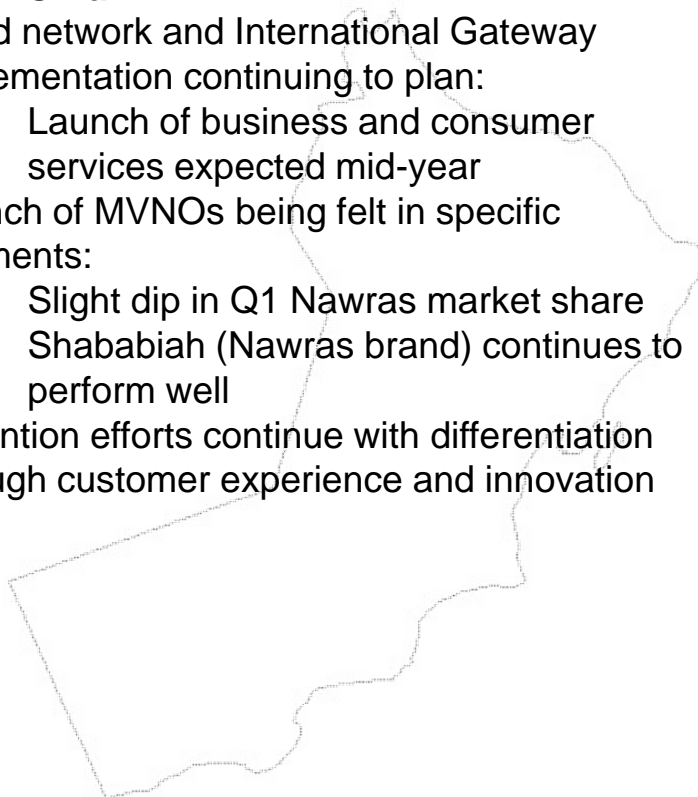 d network and International Gateway
ementation continuing to plan:
Launch of business and consumer
services expected mid-year
nch of MVNOs being felt in specific
ments:
Slight dip in Q1 Nawras market share
Shababiah (Nawras brand) continues to
perform well
ntion efforts continue with differentiation
ugh customer experience and innovation